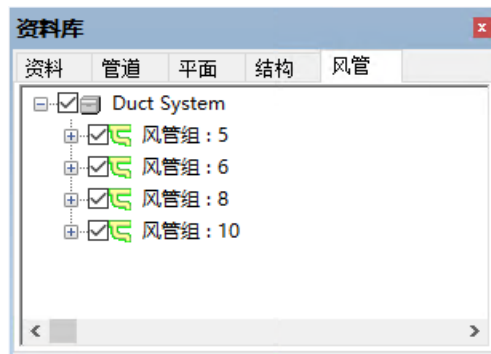 资料库
资料 管道 平面 结构 风管
Duct System
风管组 : 5
风管组 : 6
风管组 : 8
风管组 : 10